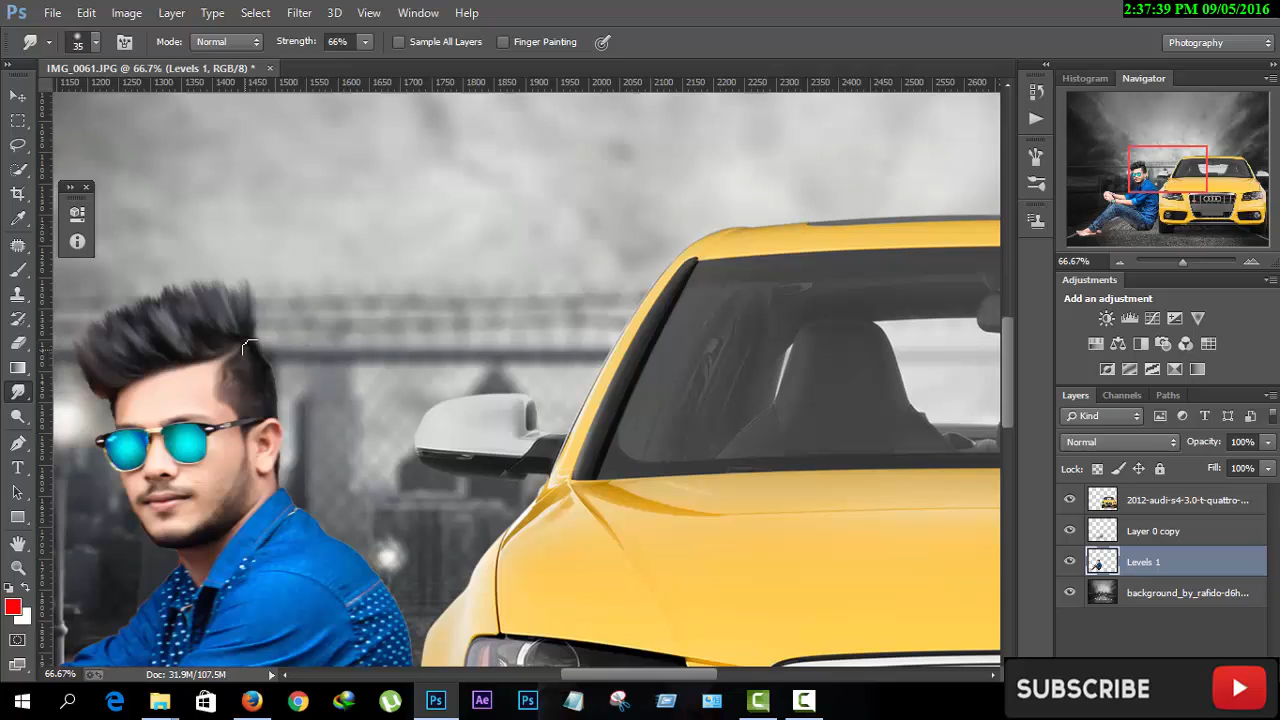 2:37:39 PM 09/05/2016
Ps File Edit Image Layer Type Select Filter 3D View Window Help
35 Mode: Normal Strength: 66% Sample All Layers Finger Painting Photography
IMG_0061.JPG @ 66.7% (Levels 1, RGB/8) *
1150 1200 1250 1300 1350 1400 1450 1500 1550 1600 1650 1700 1750 1800 1850 1900 1950 2000 2050 2100 2150 2200 2250 2300 2350 2400 2450 2500 2550 2600
Histogram Navigator
66.67%
Adjustments
Add an adjustment
Layers Channels Paths
Kind
Normal Opacity: 100%
Lock: Fill: 100%
2012-audi-s4-3.0-t-quattro-...
Layer 0 copy
Levels 1
background_by_rafido-d6h...
66.67% Doc: 31.9M/107.5M
SUBSCRIBE
Ps Ae Ps